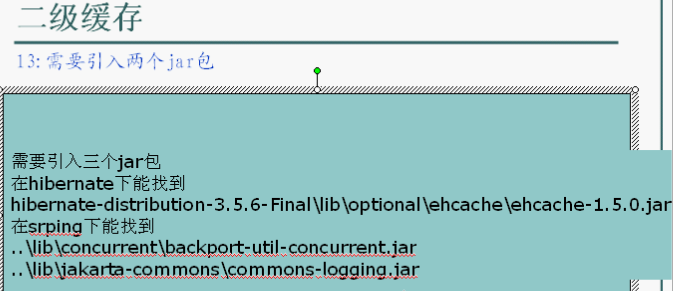 二级缓存
13:需要引入两个jar包
需要引入三个jar包
在hibernate下能找到
hibernate-distribution-3.5.6-Final\lib\optional\ehcache\ehcache-1.5.0.jar
在srping下能找到
..\lib\concurrent\backport-util-concurrent.jar
..\lib\jakarta-commons\commons-logging.jar